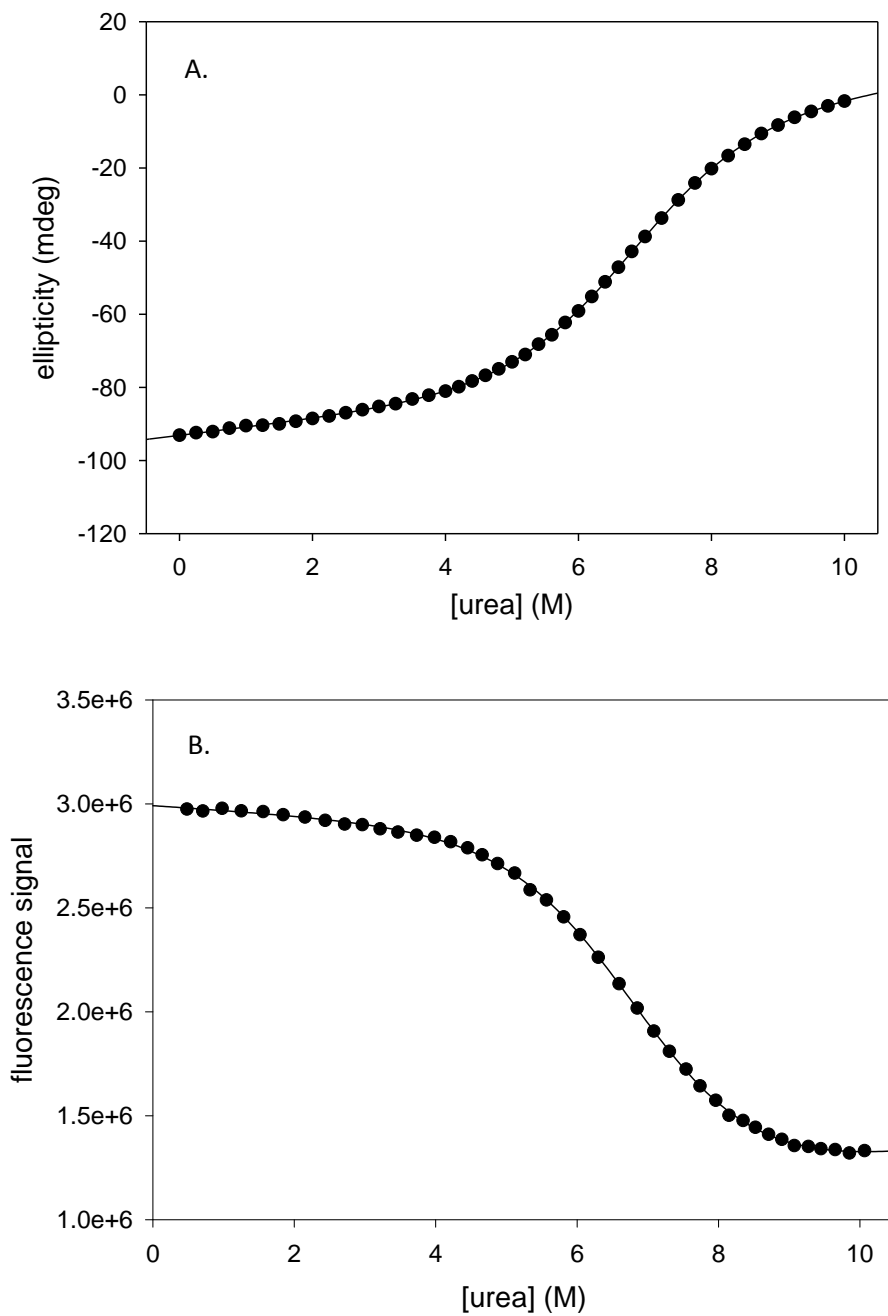 A.
20
0
-20
-40
-60
-80
-100
-120
ellipticity (mdeg)
0 2 4 6 8 10
[urea] (M)
B.
3.5e+6
3.0e+6
2.5e+6
2.0e+6
1.5e+6
1.0e+6
fluorescence signal
0 2 4 6 8 10
[urea] (M)